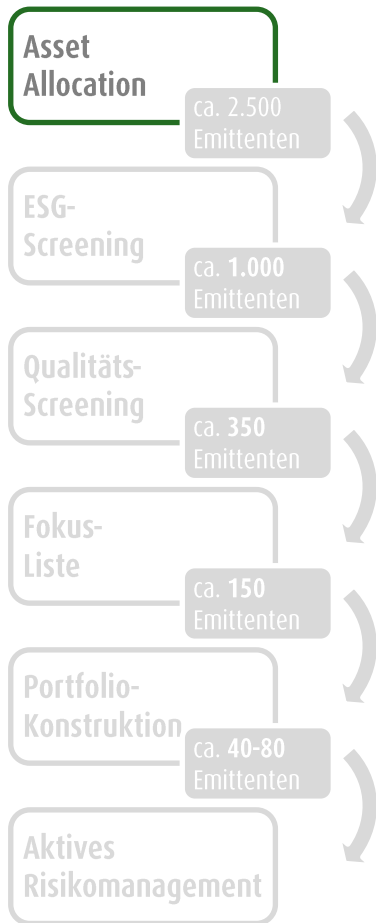 Asset
Allocation
ca. 2.500
Emittenten
ESG-
Screening
ca. 1.000
Emittenten
Qualitäts-
Screening
ca. 350
Emittenten
Fokus-
Liste
ca. 150
Emittenten
Portfolio-
Konstruktion
ca. 40-80
Emittenten
Aktives
Risikomanagement